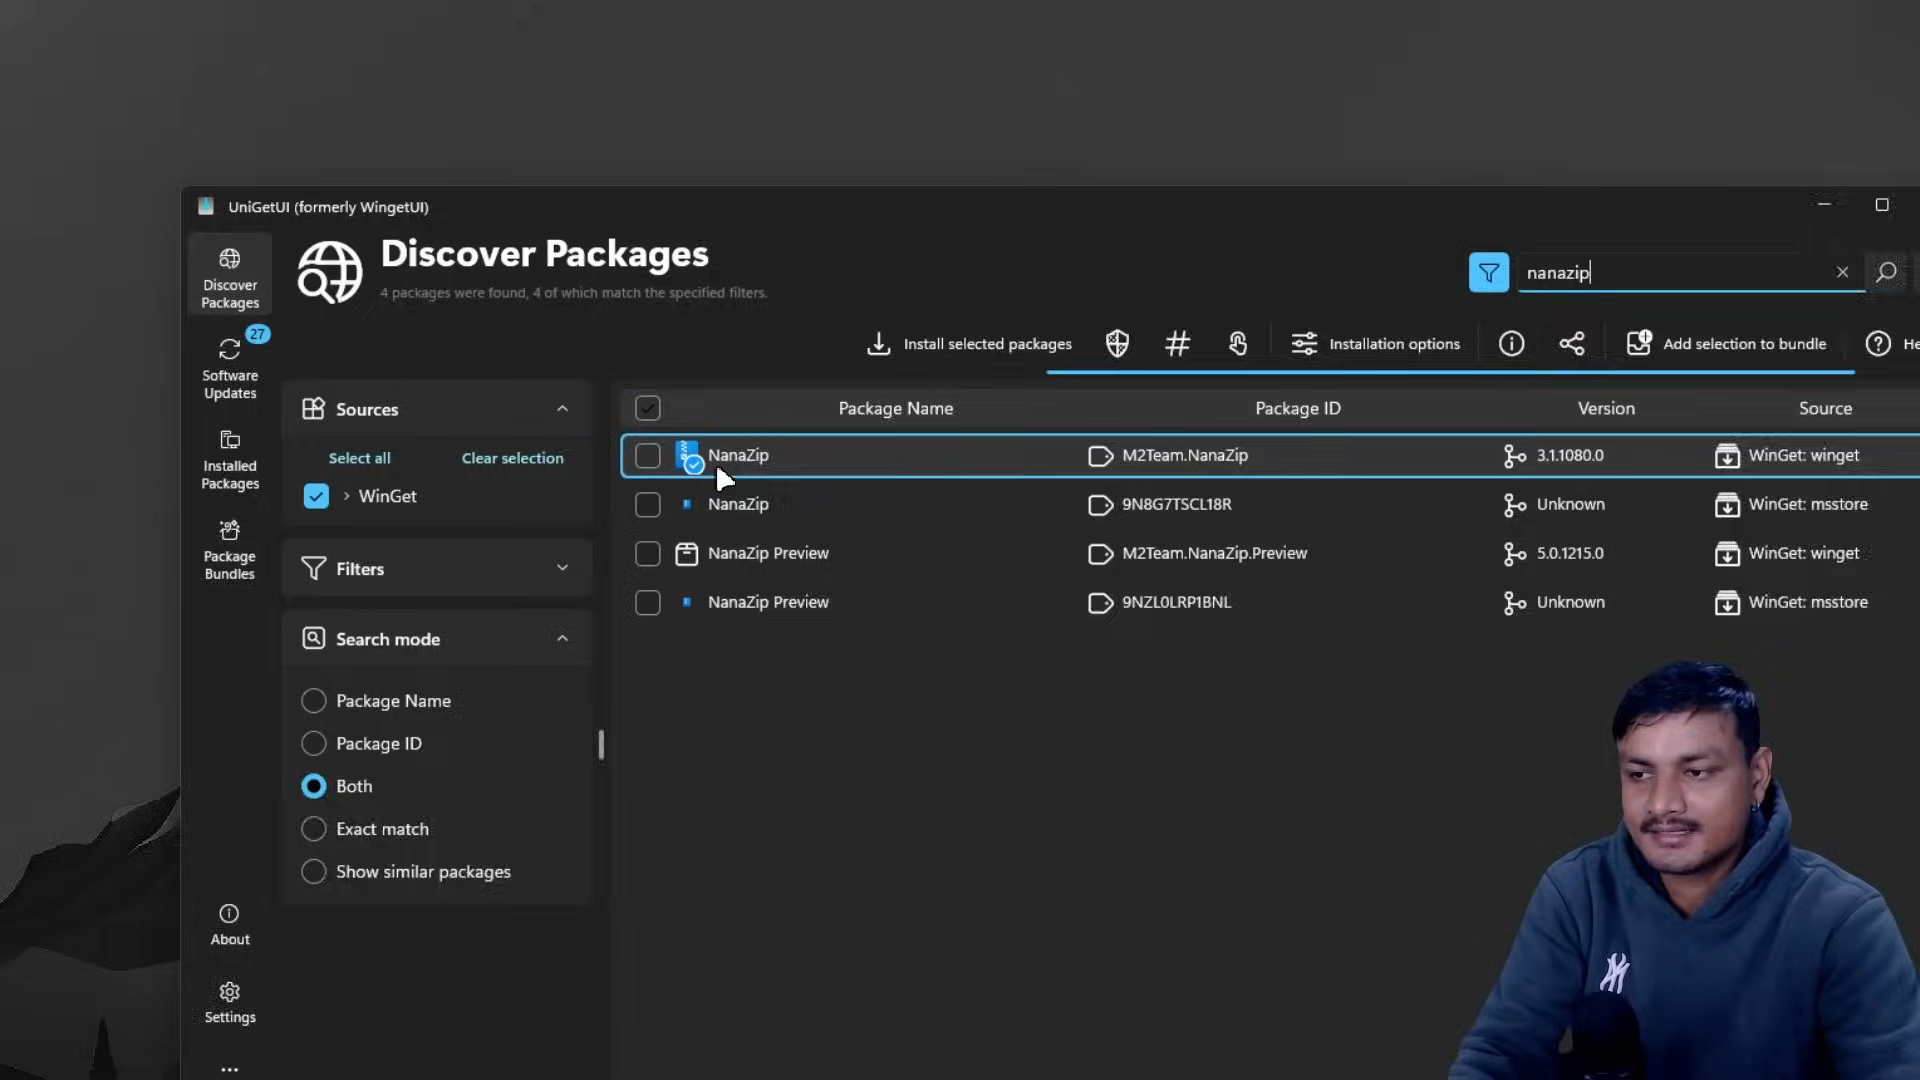 UniGetUI (formerly WingetUI)
Discover Packages
4 packages were found, 4 of which match the specified filters.
nanazip
Discover
Packages
27
Software
Updates
Installed
Packages
Package
Bundles
About
Settings
Install selected packages
Installation options
Add selection to bundle
He
Sources
Select all Clear selection
WinGet
Filters
Search mode
Package Name
Package ID
Both
Exact match
Show similar packages
Package Name Package ID Version Source
NanaZip M2Team.NanaZip 3.1.1080.0 WinGet: winget
NanaZip 9N8G7TSCL18R Unknown WinGet: msstore
NanaZip Preview M2Team.NanaZip.Preview 5.0.1215.0 WinGet: winget
NanaZip Preview 9NZL0LRP1BNL Unknown WinGet: msstore